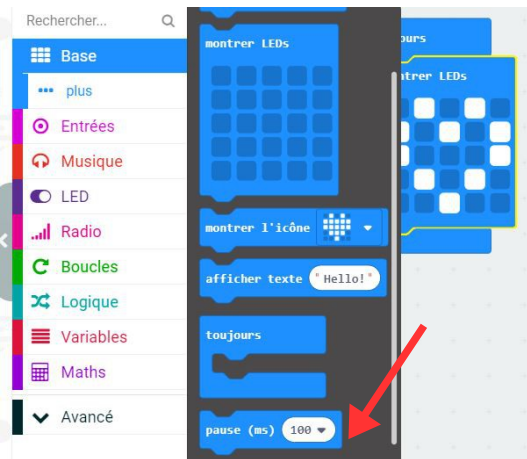 Rechercher...
Base
plus
Entrées
Musique
LED
Radio
Boucles
Logique
Variables
Maths
Avancé
montrer LEDs
montrer l'icône
afficher texte "Hello!"
toujours
pause (ms) 100
ours
trer LEDs